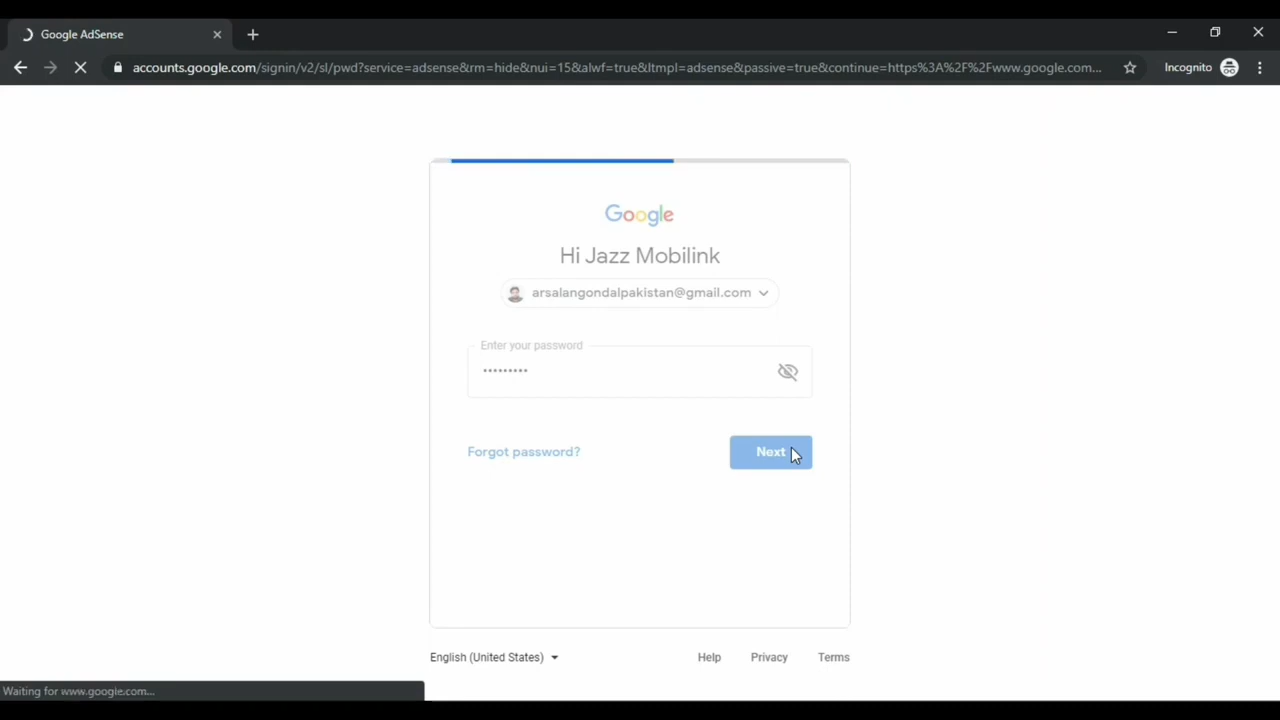 Google AdSense
accounts.google.com/signin/v2/sl/pwd?service=adsense&rm=hide&nui=15&alwf=true&ltmpl=adsense&passive=true&continue=https%3A%2F%2Fwww.google.com...
Incognito
Google
Hi Jazz Mobilink
arsalangondalpakistan@gmail.com
Enter your password
•••••••••
Forgot password?
Next
English (United States)
Help
Privacy
Terms
Waiting for www.google.com...